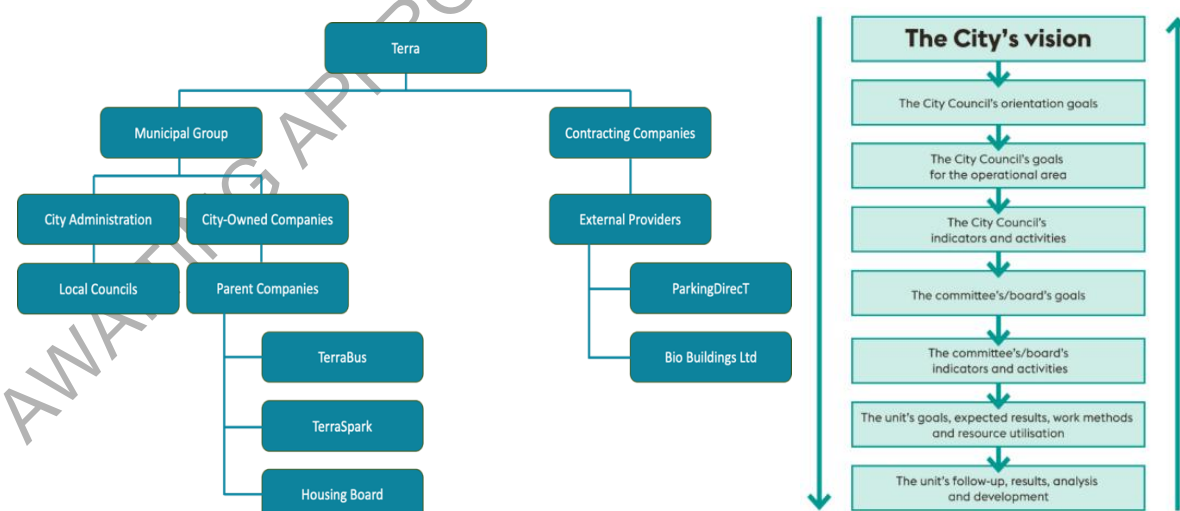 AWAITING APPRO
Terra
Municipal Group
Contracting Companies
City Administration
City-Owned Companies
External Providers
Local Councils
Parent Companies
ParkingDirecT
TerraBus
Bio Buildings Ltd
TerraSpark
Housing Board
The City's vision
The City Council's orientation goals
The City Council's goals
for the operational area
The City Council's
indicators and activities
The committee's/board's goals
The committee's/board's
indicators and activities
The unit's goals, expected results, work methods
and resource utilisation
The unit's follow-up, results, analysis
and development